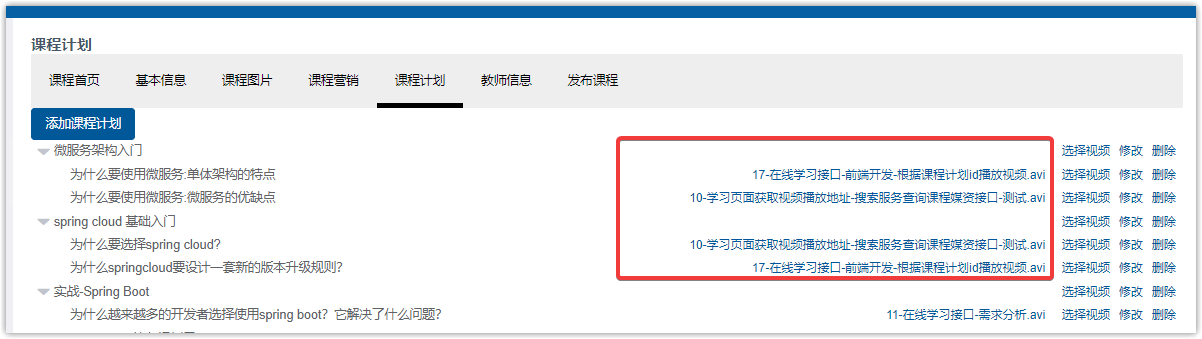 课程计划
课程首页 基本信息 课程图片 课程营销 课程计划 教师信息 发布课程
添加课程计划
微服务架构入门 选择视频 修改 删除
为什么要使用微服务:单体架构的特点 17-在线学习接口-前端开发-根据课程计划id播放视频.avi 选择视频 修改 删除
为什么要使用微服务:微服务的优缺点 10-学习页面获取视频播放地址-搜索服务查询课程媒资接口-测试.avi 选择视频 修改 删除
spring cloud 基础入门 选择视频 修改 删除
为什么要选择spring cloud? 10-学习页面获取视频播放地址-搜索服务查询课程媒资接口-测试.avi 选择视频 修改 删除
为什么springcloud要设计一套新的版本升级规则? 17-在线学习接口-前端开发-根据课程计划id播放视频.avi 选择视频 修改 删除
实战-Spring Boot 选择视频 修改 删除
为什么越来越多的开发者选择使用spring boot？它解决了什么问题? 11-在线学习接口-需求分析.avi 选择视频 修改 删除